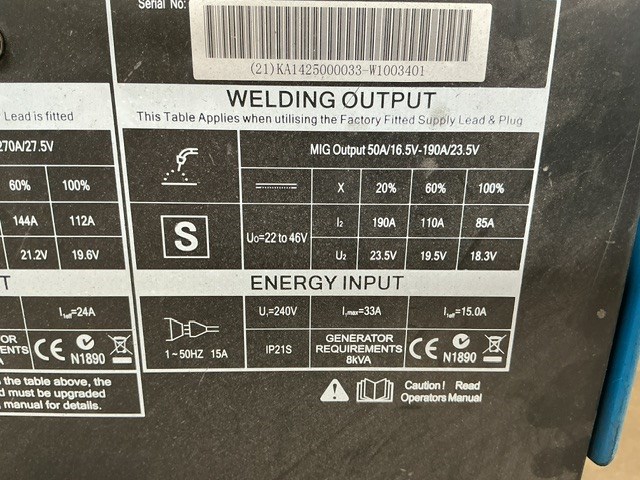 Serial No:
(21)KA1425000033-W1003401
Lead is fitted
270A/27.5V
60% 100%
144A 112A
21.2V 19.6V
T
I1eff=24A
OR
ENTS
A
CE N1890
the table above, the
d must be upgraded
manual for details.
WELDING OUTPUT
This Table Applies when utilising the Factory Fitted Supply Lead & Plug
MIG Output 50A/16.5V-190A/23.5V
X 20% 60% 100%
S
U0=22 to 46V
I2 190A 110A 85A
U2 23.5V 19.5V 18.3V
ENERGY INPUT
U1=240V I1max=33A I1eff=15.0A
1~50HZ 15A
IP21S
GENERATOR
REQUIREMENTS
8kVA
CE N1890
Caution! Read
Operators Manual